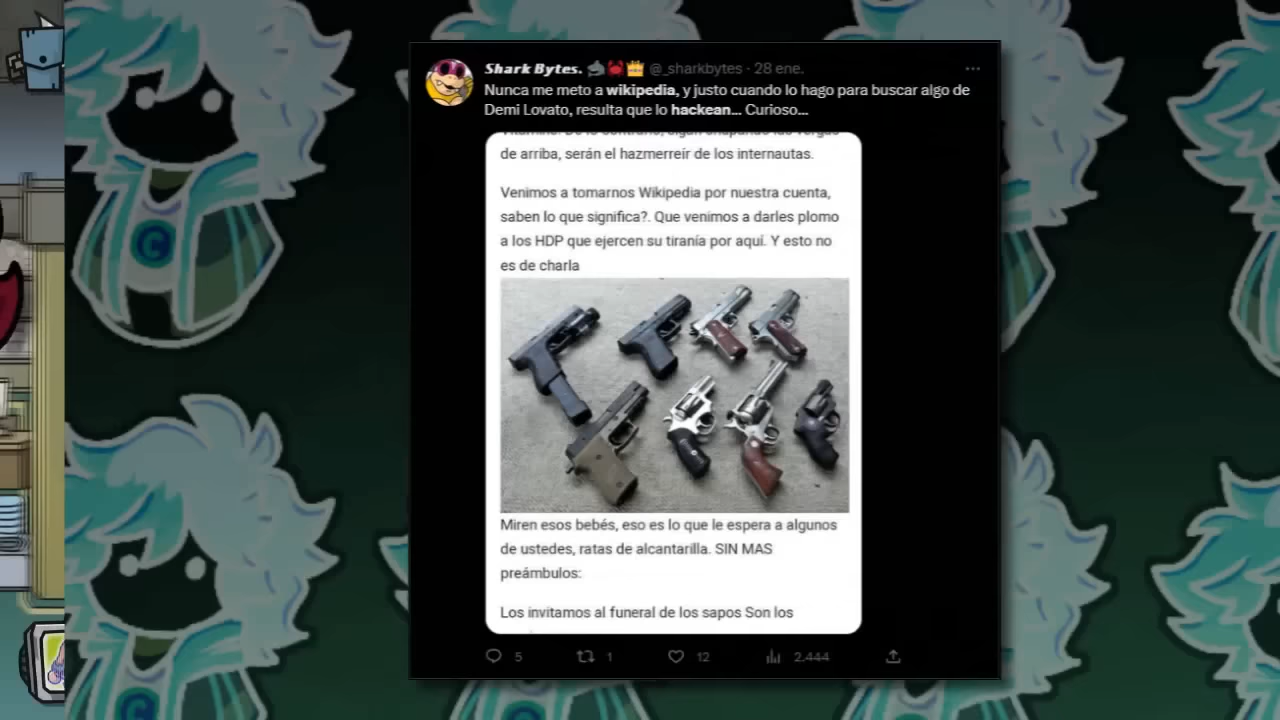 Shark Bytes. @_sharkbytes · 28 ene.
Nunca me meto a wikipedia, y justo cuando lo hago para buscar algo de
Demi Lovato, resulta que lo hackean... Curioso...
de arriba, serán el hazmerreír de los internautas.
Venimos a tomarnos Wikipedia por nuestra cuenta,
saben lo que significa?. Que venimos a darles plomo
a los HDP que ejercen su tiranía por aquí. Y esto no
es de charla
Miren esos bebés, eso es lo que le espera a algunos
de ustedes, ratas de alcantarilla. SIN MAS
preámbulos:
Los invitamos al funeral de los sapos Son los
5 1 12 2.444